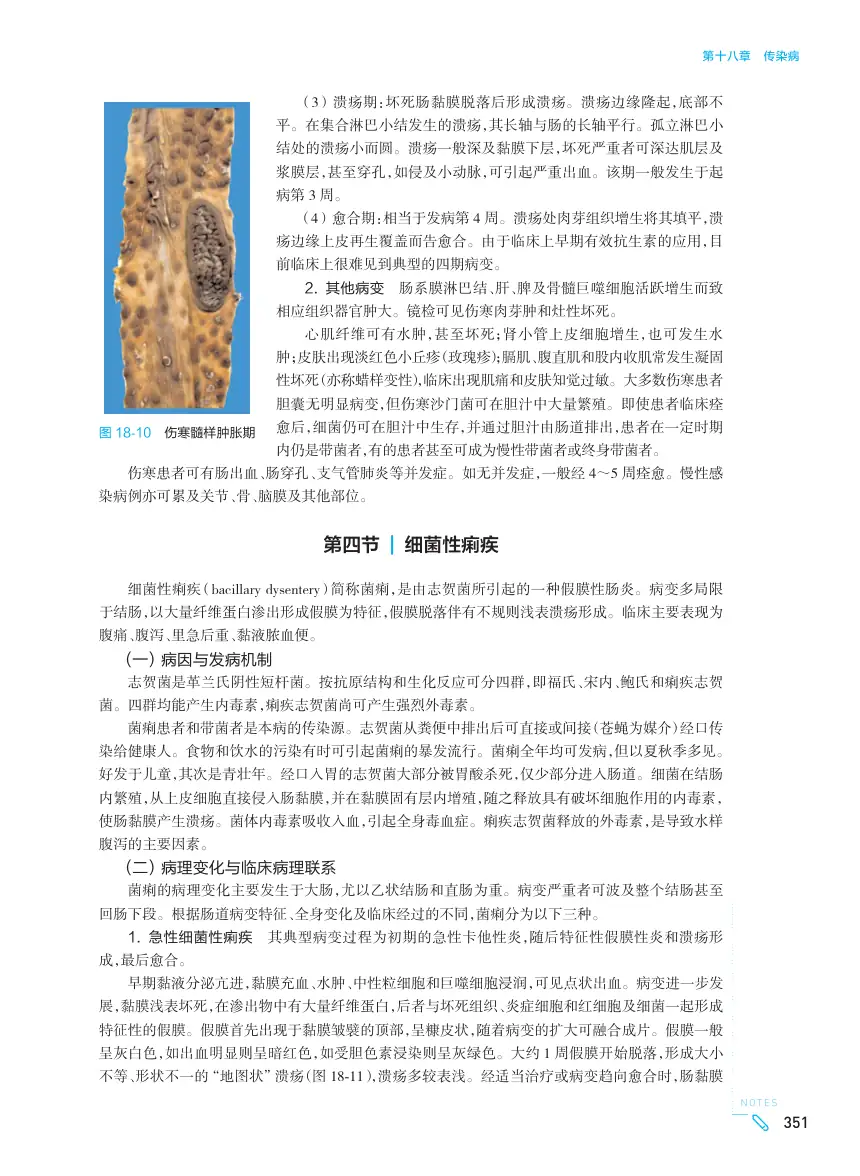 第十八章 传染病
（3）溃疡期：坏死肠黏膜脱落后形成溃疡。溃疡边缘隆起，底部不
平。在集合淋巴小结发生的溃疡，其长轴与肠的长轴平行。孤立淋巴小
结处的溃疡小而圆。溃疡一般深及黏膜下层，坏死严重者可深达肌层及
浆膜层，甚至穿孔，如侵及小动脉，可引起严重出血。该期一般发生于起
病第 3 周。
（4）愈合期：相当于发病第 4 周。溃疡处肉芽组织增生将其填平，溃
疡边缘上皮再生覆盖而告愈合。由于临床上早期有效抗生素的应用，目
前临床上很难见到典型的四期病变。
2. 其他病变 肠系膜淋巴结、肝、脾及骨髓巨噬细胞活跃增生而致
相应组织器官肿大。镜检可见伤寒肉芽肿和灶性坏死。
心肌纤维可有水肿，甚至坏死；肾小管上皮细胞增生，也可发生水
肿；皮肤出现淡红色小丘疹（玫瑰疹）；膈肌、腹直肌和股内收肌常发生凝固
性坏死（亦称蜡样变性），临床出现肌痛和皮肤知觉过敏。大多数伤寒患者
胆囊无明显病变，但伤寒沙门菌可在胆汁中大量繁殖。即使患者临床痊
愈后，细菌仍可在胆汁中生存，并通过胆汁由肠道排出，患者在一定时期
内仍是带菌者，有的患者甚至可成为慢性带菌者或终身带菌者。
图 18-10 伤寒髓样肿胀期
伤寒患者可有肠出血、肠穿孔、支气管肺炎等并发症。如无并发症，一般经 4～5 周痊愈。慢性感
染病例亦可累及关节、骨、脑膜及其他部位。
第四节 | 细菌性痢疾
细菌性痢疾（bacillary dysentery）简称菌痢，是由志贺菌所引起的一种假膜性肠炎。病变多局限
于结肠，以大量纤维蛋白渗出形成假膜为特征，假膜脱落伴有不规则浅表溃疡形成。临床主要表现为
腹痛、腹泻、里急后重、黏液脓血便。
（一）病因与发病机制
志贺菌是革兰氏阴性短杆菌。按抗原结构和生化反应可分四群，即福氏、宋内、鲍氏和痢疾志贺
菌。四群均能产生内毒素，痢疾志贺菌尚可产生强烈外毒素。
菌痢患者和带菌者是本病的传染源。志贺菌从粪便中排出后可直接或间接（苍蝇为媒介）经口传
染给健康人。食物和饮水的污染有时可引起菌痢的暴发流行。菌痢全年均可发病，但以夏秋季多见。
好发于儿童，其次是青壮年。经口入胃的志贺菌大部分被胃酸杀死，仅少部分进入肠道。细菌在结肠
内繁殖，从上皮细胞直接侵入肠黏膜，并在黏膜固有层内增殖，随之释放具有破坏细胞作用的内毒素，
使肠黏膜产生溃疡。菌体内毒素吸收入血，引起全身毒血症。痢疾志贺菌释放的外毒素，是导致水样
腹泻的主要因素。
（二）病理变化与临床病理联系
菌痢的病理变化主要发生于大肠，尤以乙状结肠和直肠为重。病变严重者可波及整个结肠甚至
回肠下段。根据肠道病变特征、全身变化及临床经过的不同，菌痢分为以下三种。
1. 急性细菌性痢疾 其典型病变过程为初期的急性卡他性炎，随后特征性假膜性炎和溃疡形
成，最后愈合。
早期黏液分泌亢进，黏膜充血、水肿、中性粒细胞和巨噬细胞浸润，可见点状出血。病变进一步发
展，黏膜浅表坏死，在渗出物中有大量纤维蛋白，后者与坏死组织、炎症细胞和红细胞及细菌一起形成
特征性的假膜。假膜首先出现于黏膜皱襞的顶部，呈糠皮状，随着病变的扩大可融合成片。假膜一般
呈灰白色，如出血明显则呈暗红色，如受胆色素浸染则呈灰绿色。大约 1 周假膜开始脱落，形成大小
不等、形状不一的“地图状”溃疡（图 18-11），溃疡多较表浅。经适当治疗或病变趋向愈合时，肠黏膜
NOTES
351